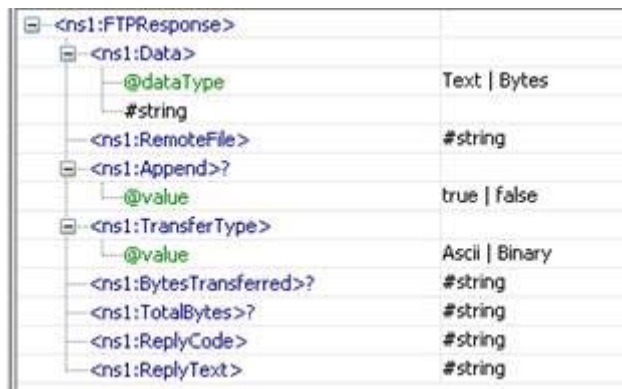 <ns1:FTPResponse>
<ns1:Data>
@dataType Text | Bytes
#string
<ns1:RemoteFile> #string
<ns1:Append>?
@value true | false
<ns1:TransferType>
@value Ascii | Binary
<ns1:BytesTransferred>? #string
<ns1:TotalBytes>? #string
<ns1:ReplyCode> #string
<ns1:ReplyText> #string